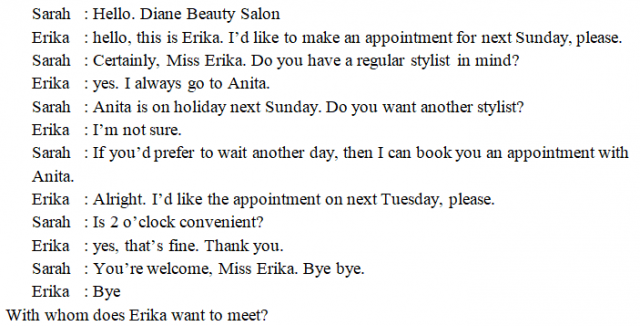 Sarah : Hello. Diane Beauty Salon
Erika : hello, this is Erika. I'd like to make an appointment for next Sunday, please.
Sarah : Certainly, Miss Erika. Do you have a regular stylist in mind?
Erika : yes. I always go to Anita.
Sarah : Anita is on holiday next Sunday. Do you want another stylist?
Erika : I'm not sure.
Sarah : If you'd prefer to wait another day, then I can book you an appointment with
Anita.
Erika : Alright. I'd like the appointment on next Tuesday, please.
Sarah : Is 2 o'clock convenient?
Erika : yes, that's fine. Thank you.
Sarah : You're welcome, Miss Erika. Bye bye.
Erika : Bye
With whom does Erika want to meet?